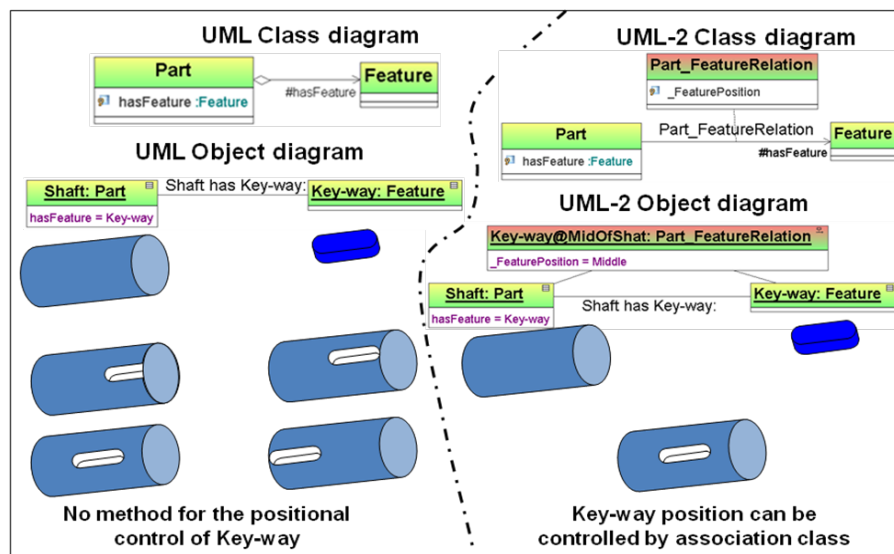 UML Class diagram
Part
hasFeature :Feature
Feature
#hasFeature
UML Object diagram
Shaft: Part
hasFeature = Key-way
Shaft has Key-way:
Key-way: Feature
No method for the positional
control of Key-way
UML-2 Class diagram
Part_FeatureRelation
_FeaturePosition
Part
hasFeature :Feature
Part_FeatureRelation
Feature
#hasFeature
UML-2 Object diagram
Key-way@MidOfShat: Part_FeatureRelation
_FeaturePosition = Middle
Shaft: Part
hasFeature = Key-way
Shaft has Key-way:
Key-way: Feature
Key-way position can be
controlled by association class